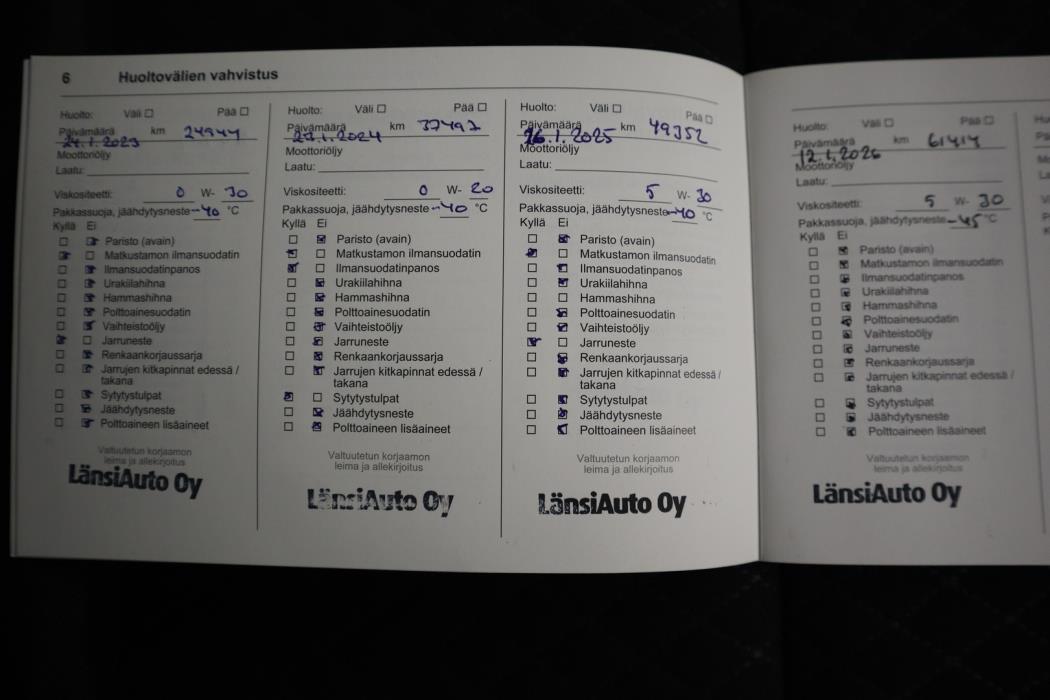 6 Huoltovälien vahvistus
Huolto: Väli Pää
Päivämäärä km 24944
24.1.2023
Moottoriöljy
Laatu:
Viskositeetti: 0 W- 30
Pakkassuoja, jäähdytysneste -40 °C
Kyllä Ei
Paristo (avain)
Matkustamon ilmansuodatin
Ilmansuodatinpanos
Urakiilahihna
Hammashihna
Polttoainesuodatin
Vaihteistoöljy
Jarruneste
Renkaankorjaussarja
Jarrujen kitkapinnat edessä /
takana
Sytytystulpat
Jäähdytysneste
Polttoaineen lisäaineet
Valtuutetun korjaamon
leima ja allekirjoitus
LänsiAuto Oy
Huolto: Väli Pää
Päivämäärä km
Moottoriöljy
Laatu:
Viskositeetti: 0 W- 20
Pakkassuoja, jäähdytysneste -40 °C
Kyllä Ei
Paristo (avain)
Matkustamon ilmansuodatin
Ilmansuodatinpanos
Urakiilahihna
Hammashihna
Polttoainesuodatin
Vaihteistoöljy
Jarruneste
Renkaankorjaussarja
Jarrujen kitkapinnat edessä /
takana
Sytytystulpat
Jäähdytysneste
Polttoaineen lisäaineet
Valtuutetun korjaamon
leima ja allekirjoitus
LänsiAuto Oy
Huolto: Väli Pää
Päivämäärä km 49352
16.1.2025
Moottoriöljy
Laatu:
Viskositeetti: 5 W- 30
Pakkassuoja, jäähdytysneste -40 °C
Kyllä Ei
Paristo (avain)
Matkustamon ilmansuodatin
Ilmansuodatinpanos
Urakiilahihna
Hammashihna
Polttoainesuodatin
Vaihteistoöljy
Jarruneste
Renkaankorjaussarja
Jarrujen kitkapinnat edessä /
takana
Sytytystulpat
Jäähdytysneste
Polttoaineen lisäaineet
Valtuutetun korjaamon
leima ja allekirjoitus
LänsiAuto Oy
Huolto: Väli Pää
Päivämäärä km 61414
12.1.2026
Moottoriöljy
Laatu:
Viskositeetti: 5 W- 30
Pakkassuoja, jäähdytysneste -45 °C
Kyllä Ei
Paristo (avain)
Matkustamon ilmansuodatin
Ilmansuodatinpanos
Urakiilahihna
Hammashihna
Polttoainesuodatin
Vaihteistoöljy
Jarruneste
Renkaankorjaussarja
Jarrujen kitkapinnat edessä /
takana
Sytytystulpat
Jäähdytysneste
Polttoaineen lisäaineet
Valtuutetun korjaamon
leima ja allekirjoitus
LänsiAuto Oy